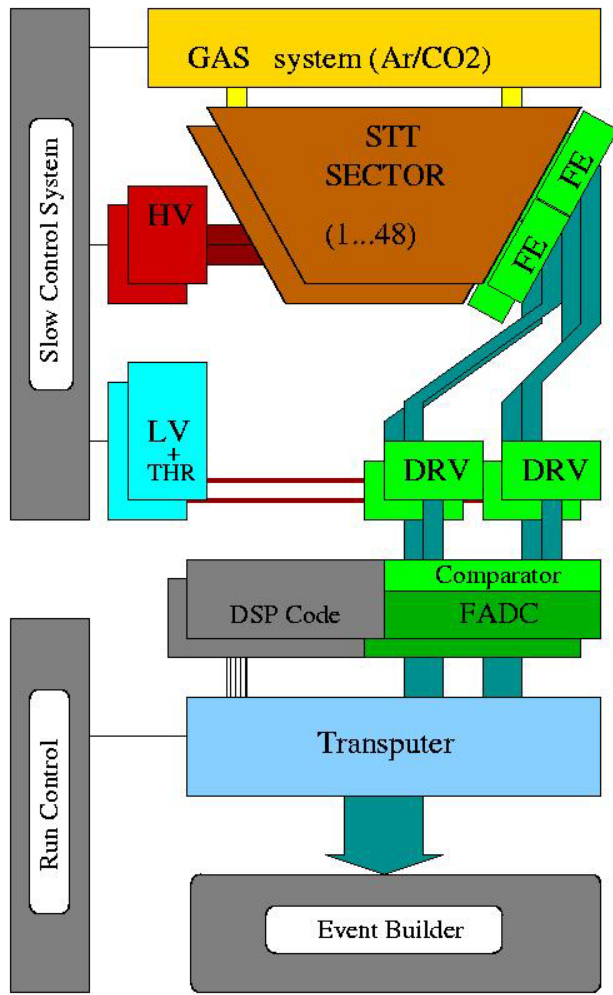 GAS system (Ar/CO2)
STT
SECTOR
(1...48)
FE
FE
HV
Slow Control System
LV
+
THR
DRV
DRV
Comparator
DSP Code
FADC
Transputer
Run Control
Event Builder